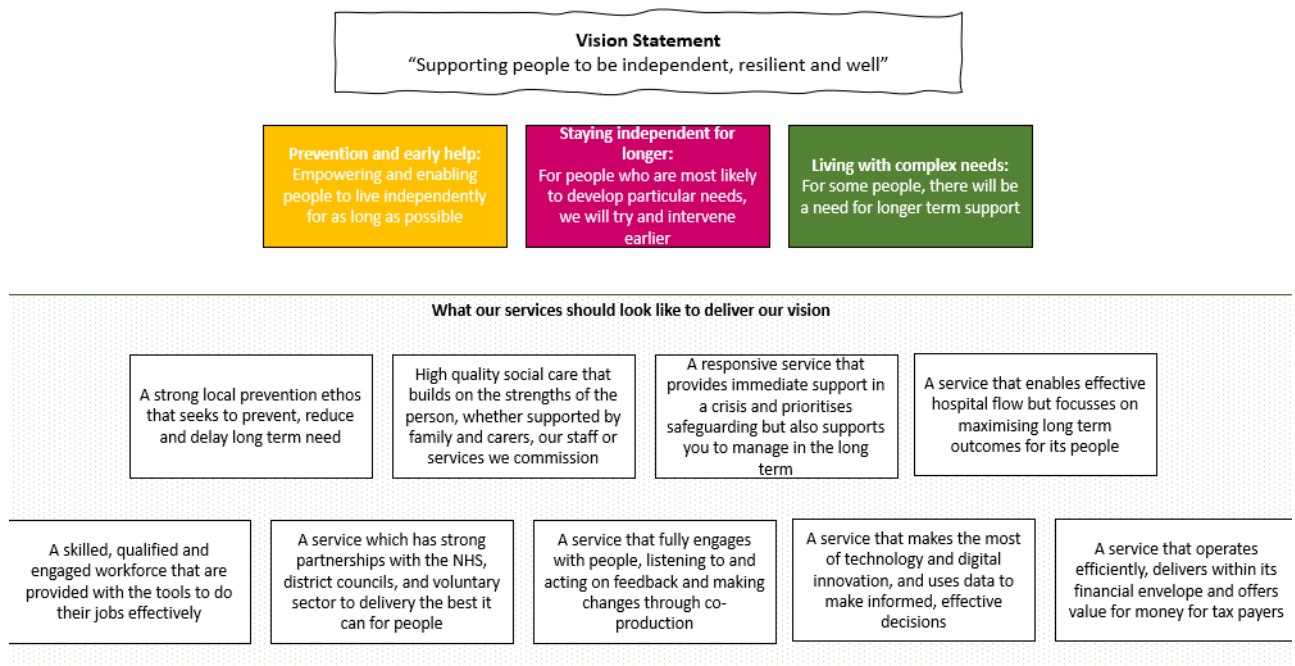 Vision Statement
“Supporting people to be independent, resilient and well”
Prevention and early help:
Empowering and enabling
people to live independently
for as long as possible
Staying independent for
longer:
For people who are most likely
to develop particular needs,
we will try and intervene
earlier
Living with complex needs:
For some people, there will be
a need for longer term support
What our services should look like to deliver our vision
A strong local prevention ethos
that seeks to prevent, reduce
and delay long term need
High quality social care that
builds on the strengths of the
person, whether supported by
family and carers, our staff or
services we commission
A responsive service that
provides immediate support in
a crisis and prioritises
safeguarding but also supports
you to manage in the long
term
A service that enables effective
hospital flow but focusses on
maximising long term
outcomes for its people
A skilled, qualified and
engaged workforce that are
provided with the tools to do
their jobs effectively
A service which has strong
partnerships with the NHS,
district councils, and voluntary
sector to delivery the best it
can for people
A service that fully engages
with people, listening to and
acting on feedback and making
changes through co-
production
A service that makes the most
of technology and digital
innovation, and uses data to
make informed, effective
decisions
A service that operates
efficiently, delivers within its
financial envelope and offers
value for money for tax payers